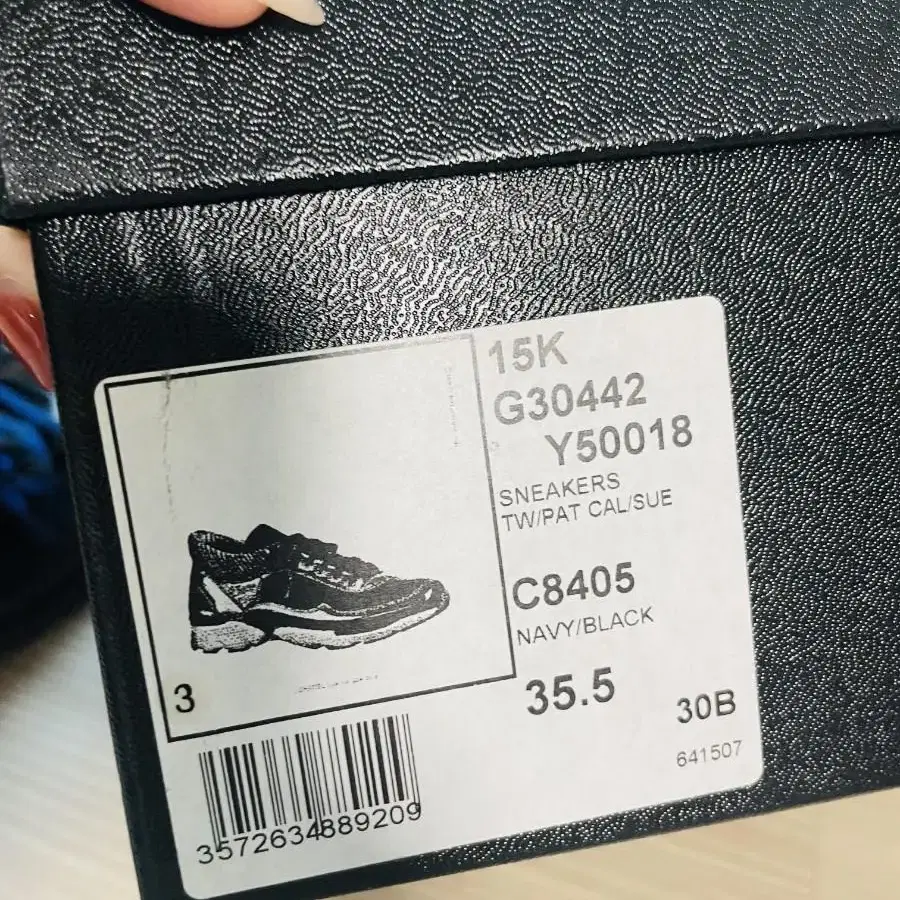 15K
G30442
Y50018
SNEAKERS
TW/PAT CAL/SUE
C8405
NAVY/BLACK
35.5
30B
641507
3
3572634889209